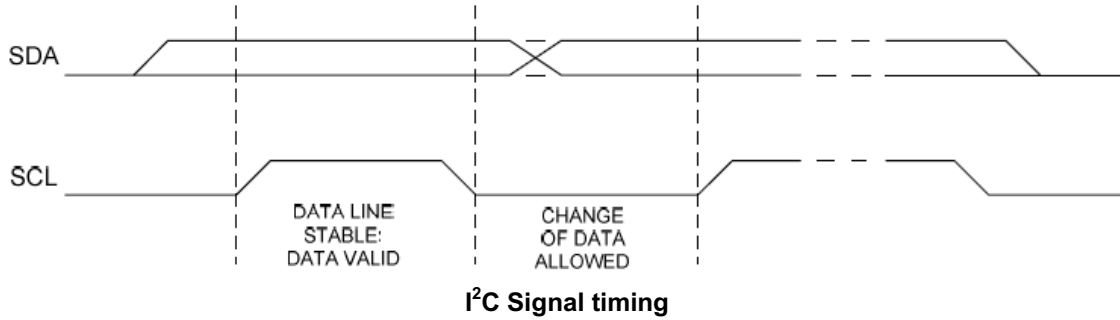 SDA
SCL
DATA LINE
STABLE:
DATA VALID
CHANGE
OF DATA
ALLOWED
I²C Signal timing